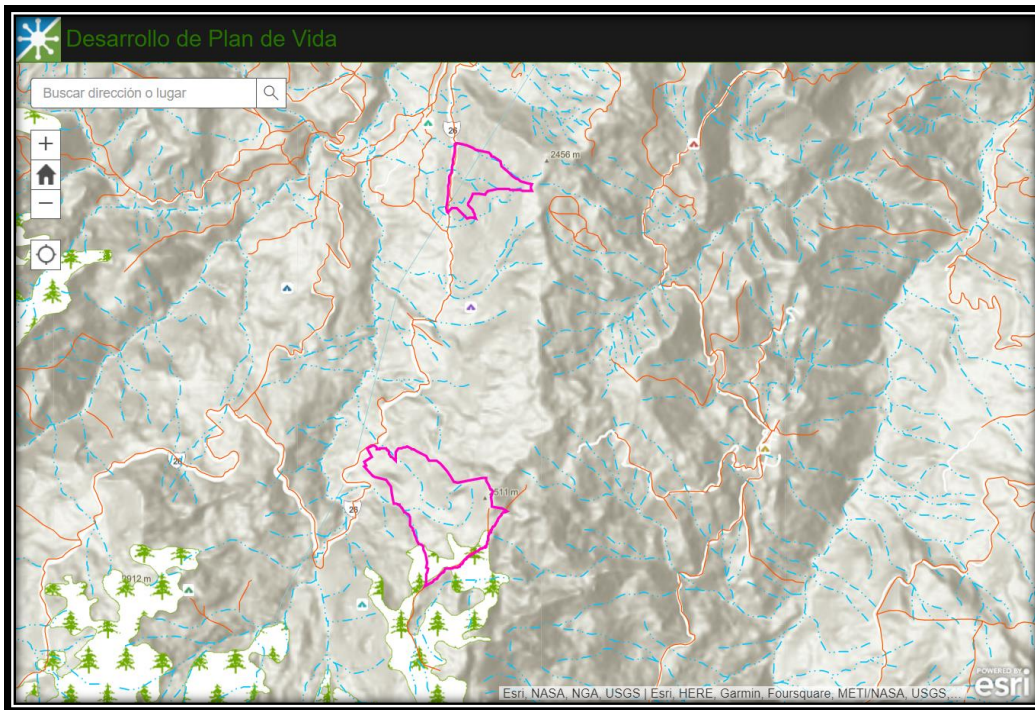 Desarrollo de Plan de Vida
Buscar dirección o lugar
+
−
26
2456 m
26
511 m
26
2912 m
POWERED BY
esri
Esri, NASA, NGA, USGS | Esri, HERE, Garmin, Foursquare, METI/NASA, USGS,...